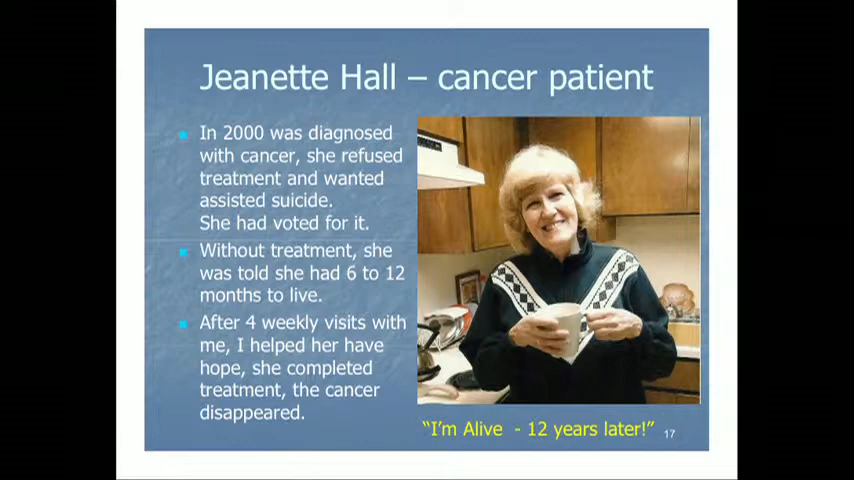 Jeanette Hall – cancer patient
In 2000 was diagnosed
with cancer, she refused
treatment and wanted
assisted suicide.
She had voted for it.
Without treatment, she
was told she had 6 to 12
months to live.
After 4 weekly visits with
me, I helped her have
hope, she completed
treatment, the cancer
disappeared.
“I’m Alive - 12 years later!”
17